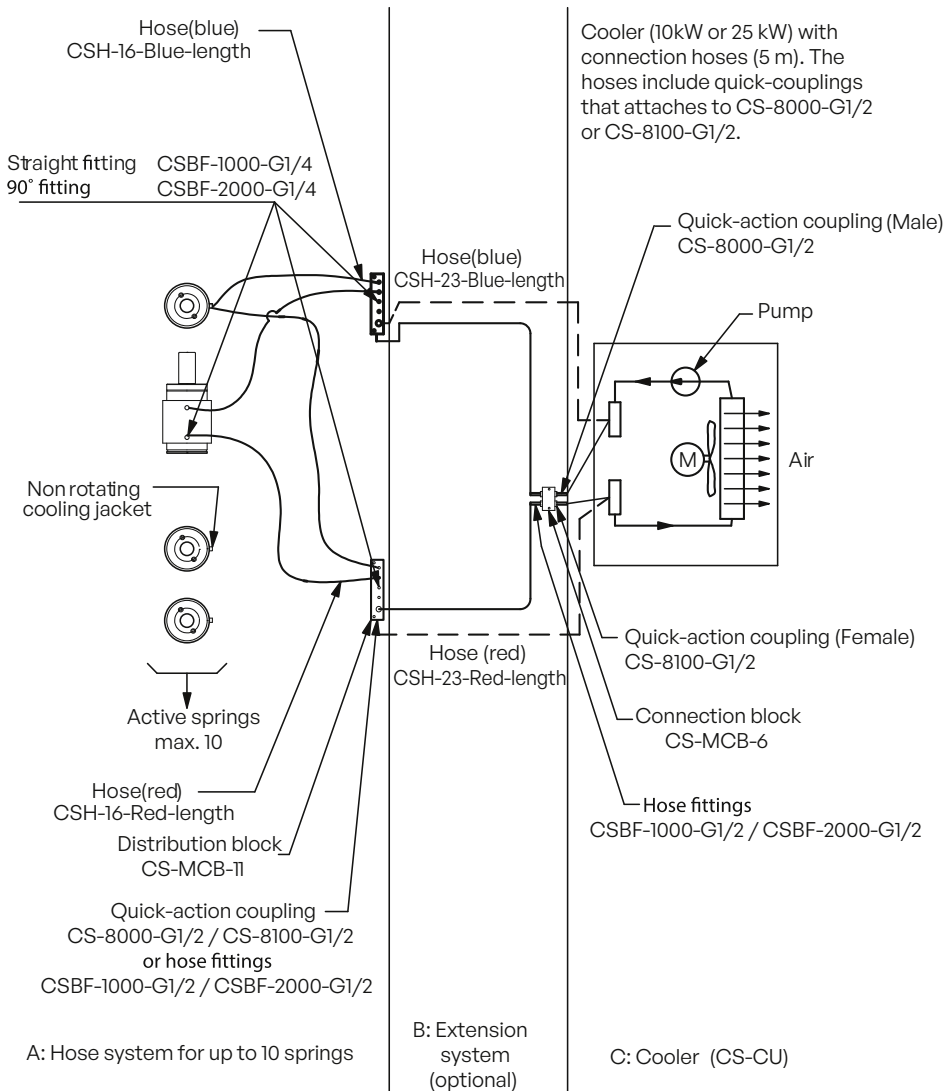 Hose(blue)
CSH-16-Blue-length
Cooler (10kW or 25 kW) with
connection hoses (5 m). The
hoses include quick-couplings
that attaches to CS-8000-G1/2
or CS-8100-G1/2.
Straight fitting CSBF-1000-G1/4
90° fitting CSBF-2000-G1/4
Quick-action coupling (Male)
CS-8000-G1/2
Hose(blue)
CSH-23-Blue-length
Pump
M
Air
Non rotating
cooling jacket
Quick-action coupling (Female)
CS-8100-G1/2
Hose (red)
CSH-23-Red-length
Active springs
max. 10
Connection block
CS-MCB-6
Hose(red)
CSH-16-Red-length
Hose fittings
CSBF-1000-G1/2 / CSBF-2000-G1/2
Distribution block
CS-MCB-11
Quick-action coupling
CS-8000-G1/2 / CS-8100-G1/2
or hose fittings
CSBF-1000-G1/2 / CSBF-2000-G1/2
A: Hose system for up to 10 springs
B: Extension
system
(optional)
C: Cooler (CS-CU)